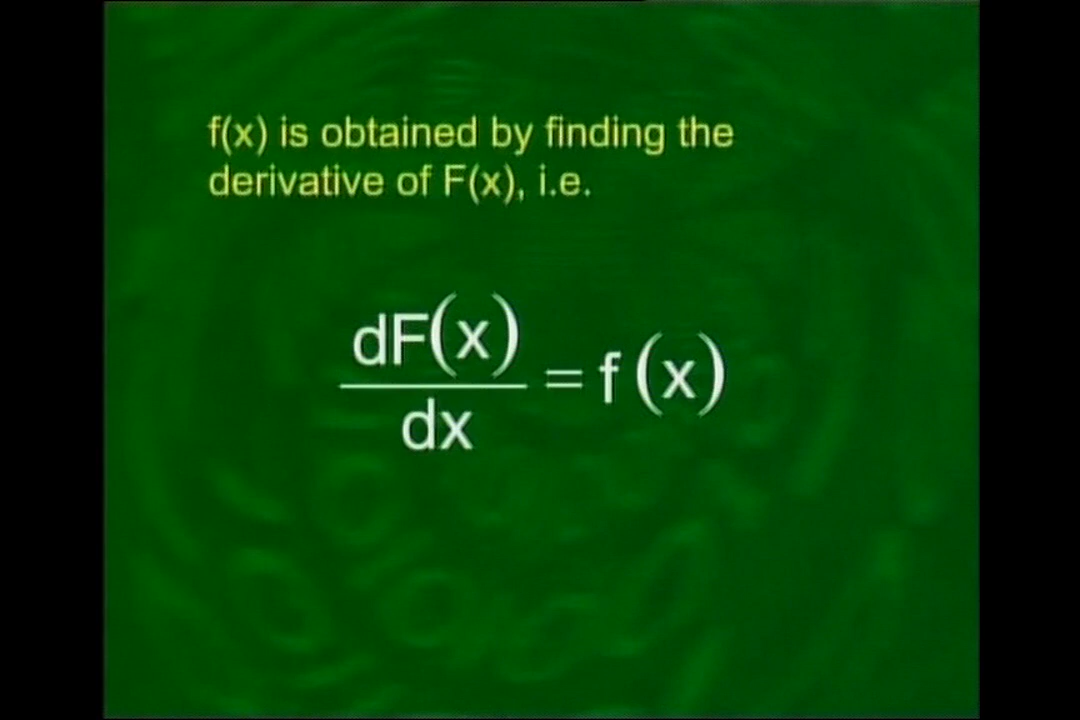 f(x) is obtained by finding the
derivative of F(x), i.e.
dF(x)/dx = f(x)